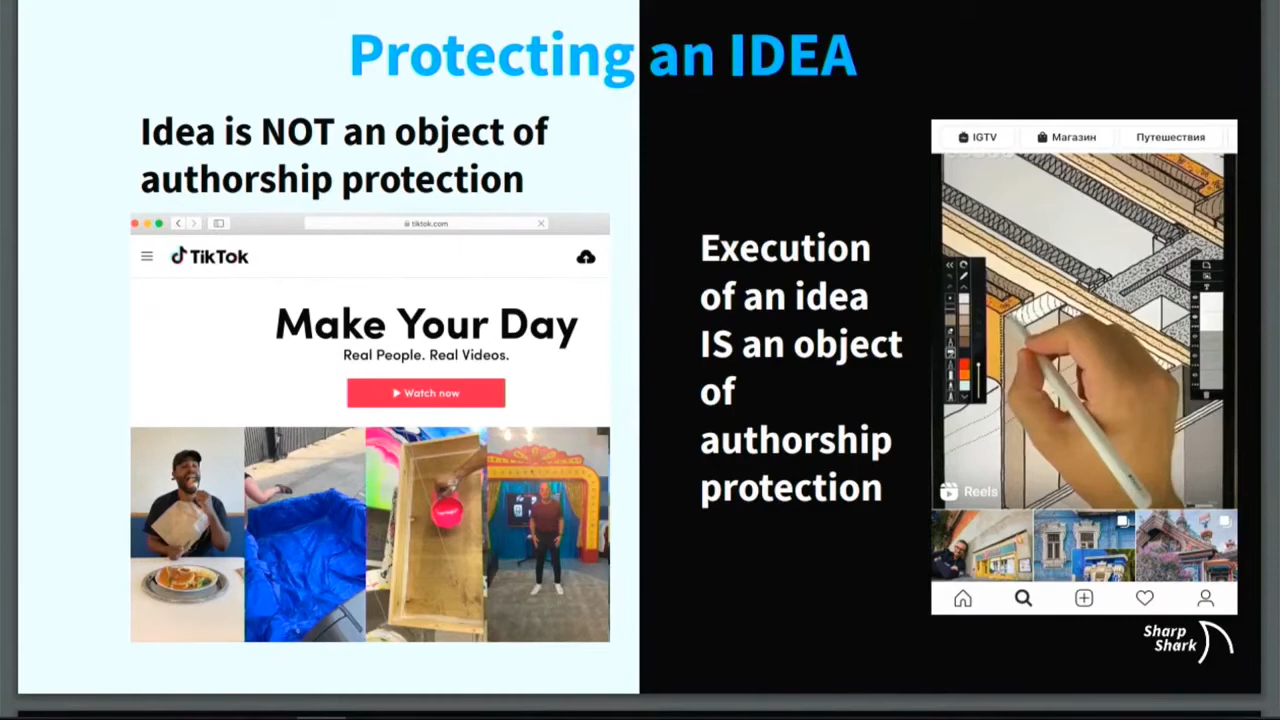 Protecting an IDEA
Idea is NOT an object of
authorship protection
tiktok.com
TikTok
Make Your Day
Real People. Real Videos.
Watch now
Execution
of an idea
IS an object
of
authorship
protection
IGTV
Магазин
Путешествия
Reels
Sharp
Shark